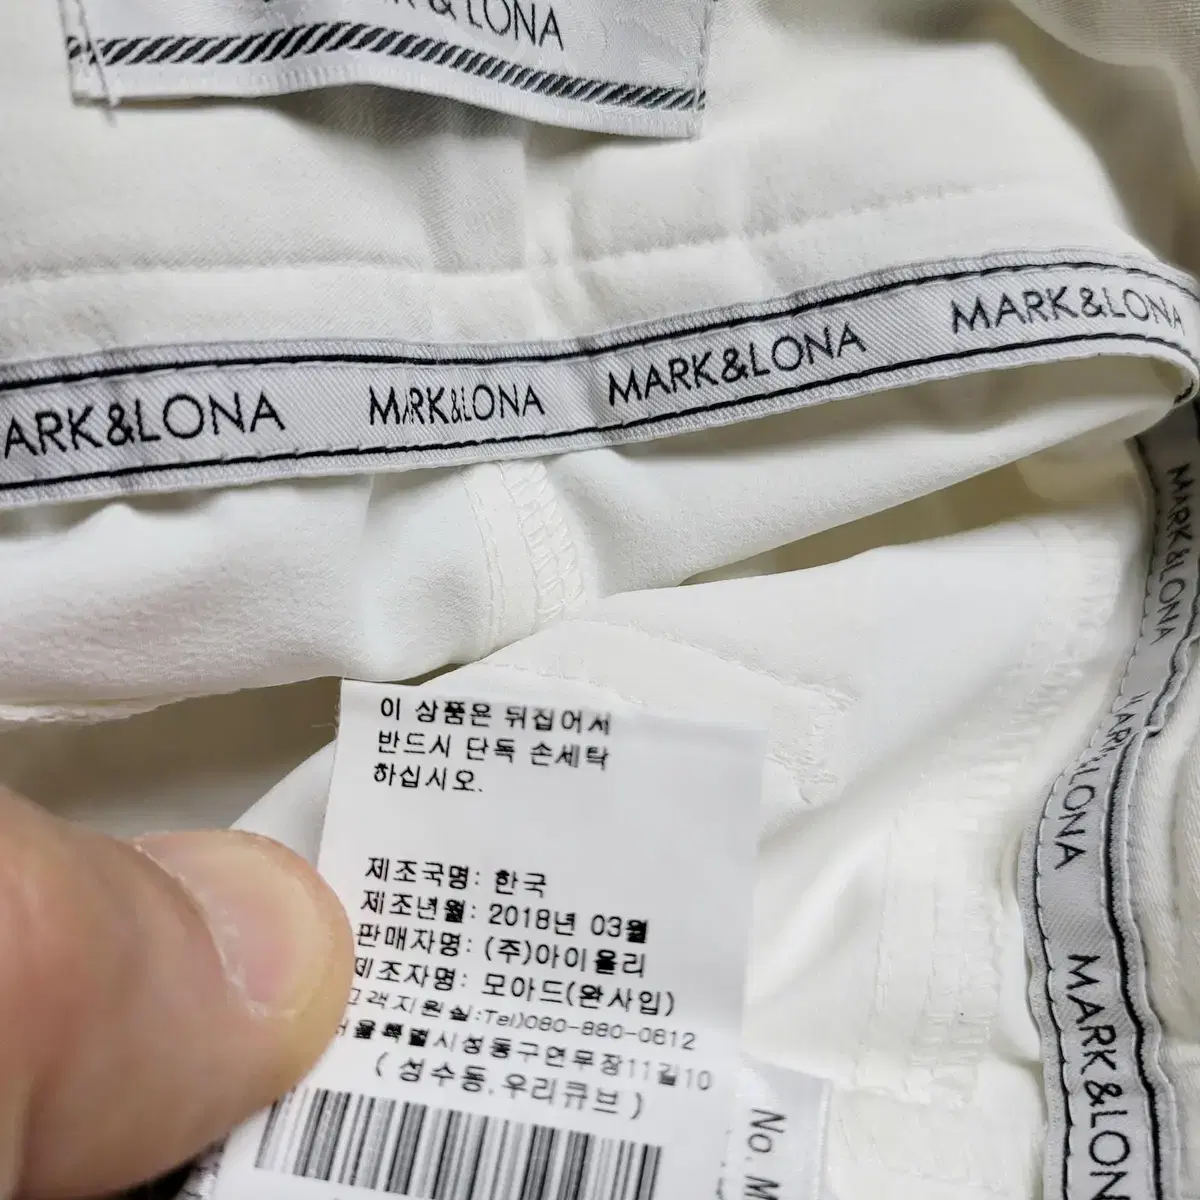 & LONA
MARK&LONA
MARK&LONA
MARK&LONA
ARK&LONA
MARK&LONA
MARK&LONA
MARK&LON
이 상품은 뒤집어서
반드시 단독 손세탁
하십시오.
제조국명: 한국
제조년월: 2018년 03월
판매자명: (주)아이올리
제조자명: 모아드(완사입)
고객지원실:Tel)080-880-0612
서울특별시성동구연무장11길10
( 성수동,우리큐브 )
No. M